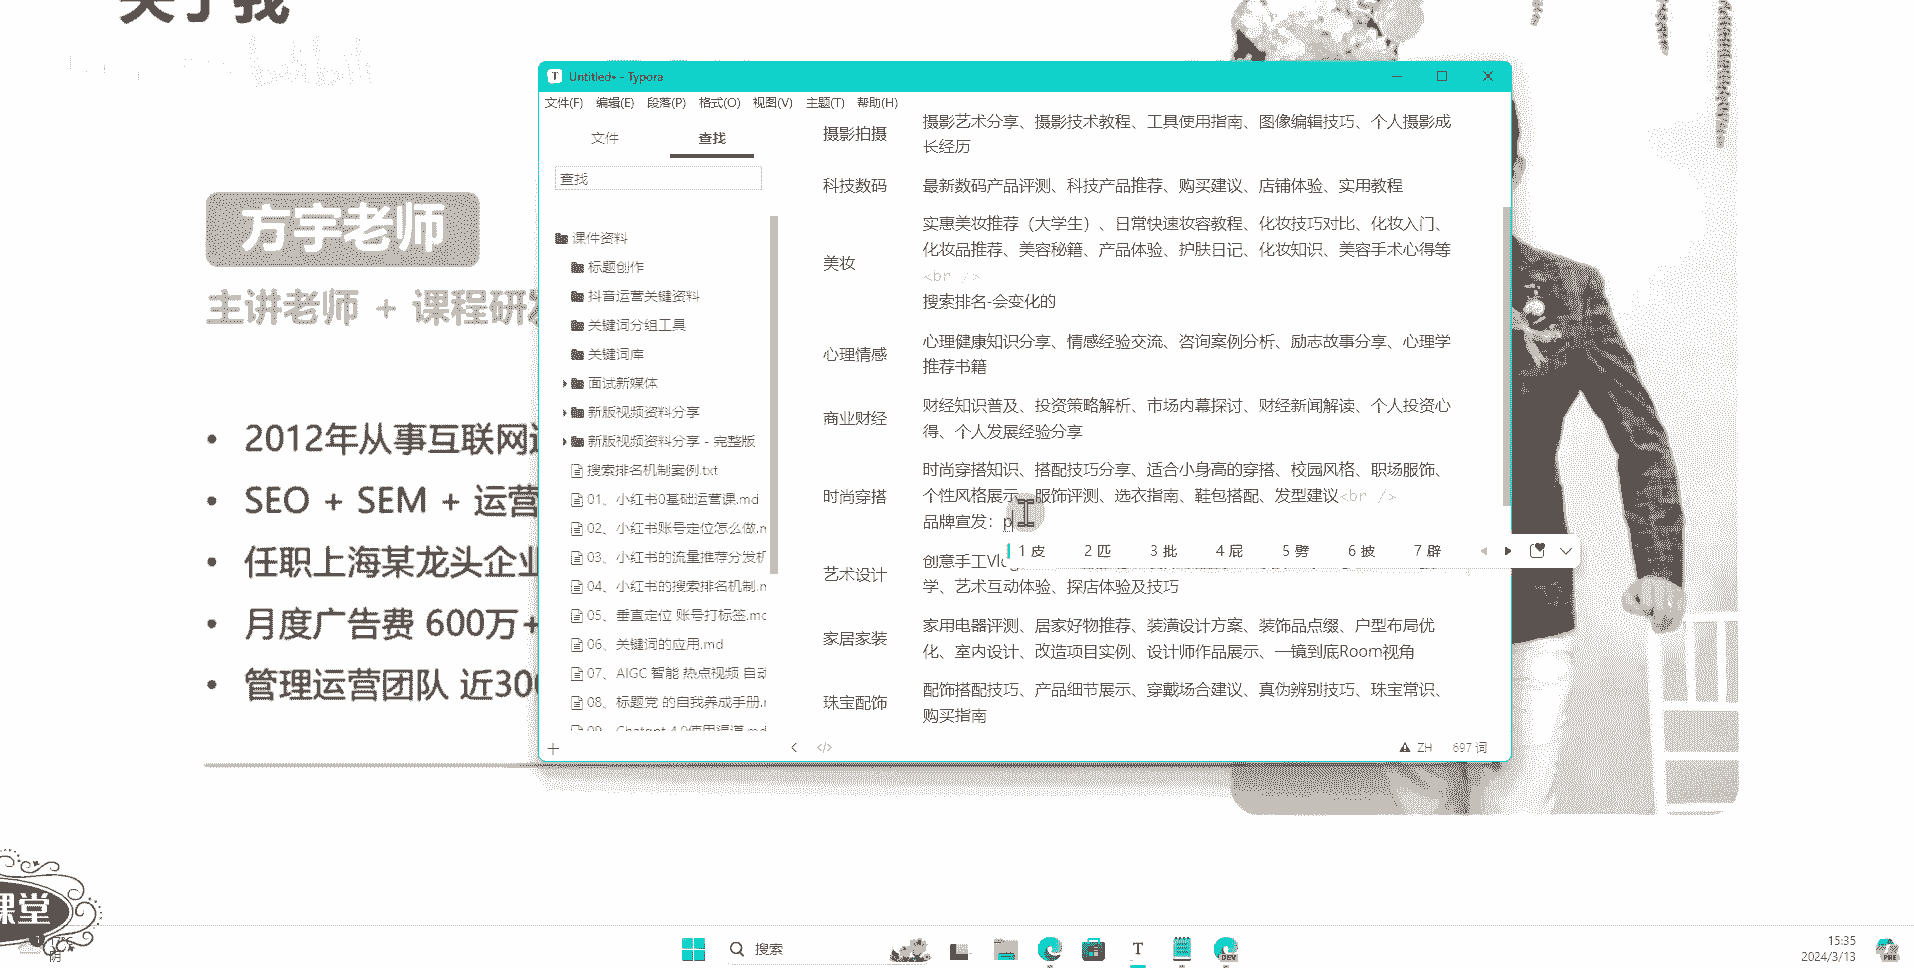 关于我
方宇老师
主讲老师 + 课程研
2012年从事互联网
SEO + SEM + 运营
任职上海某龙头企业
月度广告费 600万+
管理运营团队 近30
Untitled• - Typora
文件(F) 编辑(E) 段落(P) 格式(O) 视图(V) 主题(T) 帮助(H)
文件 查找
查找
课件资料
标题创作
抖音运营关键资料
关键词分组工具
关键词库
面试新媒体
新版视频资料分享
新版视频资料分享 - 完整版
搜索排名机制案例.txt
01、小红书0基础运营课.md
02、小红书账号定位怎么做.m
03、小红书的流量推荐分发机
04、小红书的搜索排名机制.m
05、垂直定位 账号打标签.mc
06、关键词的应用.md
07、AIGC 智能 热点视频 自动
08、标题党 的自我养成手册.r
09、Chatgpt 4.0使用渠道.md
摄影拍摄
摄影艺术分享、摄影技术教程、工具使用指南、图像编辑技巧、个人摄影成
长经历
科技数码
最新数码产品评测、科技产品推荐、购买建议、店铺体验、实用教程
美妆
实惠美妆推荐（大学生）、日常快速妆容教程、化妆技巧对比、化妆入门、
化妆品推荐、美容秘籍、产品体验、护肤日记、化妆知识、美容手术心得等
<br />
搜索排名-会变化的
心理情感
心理健康知识分享、情感经验交流、咨询案例分析、励志故事分享、心理学
推荐书籍
商业财经
财经知识普及、投资策略解析、市场内幕探讨、财经新闻解读、个人投资心
得、个人发展经验分享
时尚穿搭
时尚穿搭知识、搭配技巧分享、适合小身高的穿搭、校园风格、职场服饰、
个性风格展示、服饰评测、选衣指南、鞋包搭配、发型建议<br />
品牌宣发：p
1 皮 2 匹 3 批 4 屁 5 劈 6 披 7 辟
艺术设计
创意手工Vlog
学、艺术互动体验、探店体验及技巧
家居家装
家用电器评测、居家好物推荐、装潢设计方案、装饰品点缀、户型布局优
化、室内设计、改造项目实例、设计师作品展示、一镜到底Room视角
珠宝配饰
配饰搭配技巧、产品细节展示、穿戴场合建议、真伪辨别技巧、珠宝常识、
购买指南
ZH 697 词
课堂
搜索
T
DEV
15:35
2024/3/13
PRE